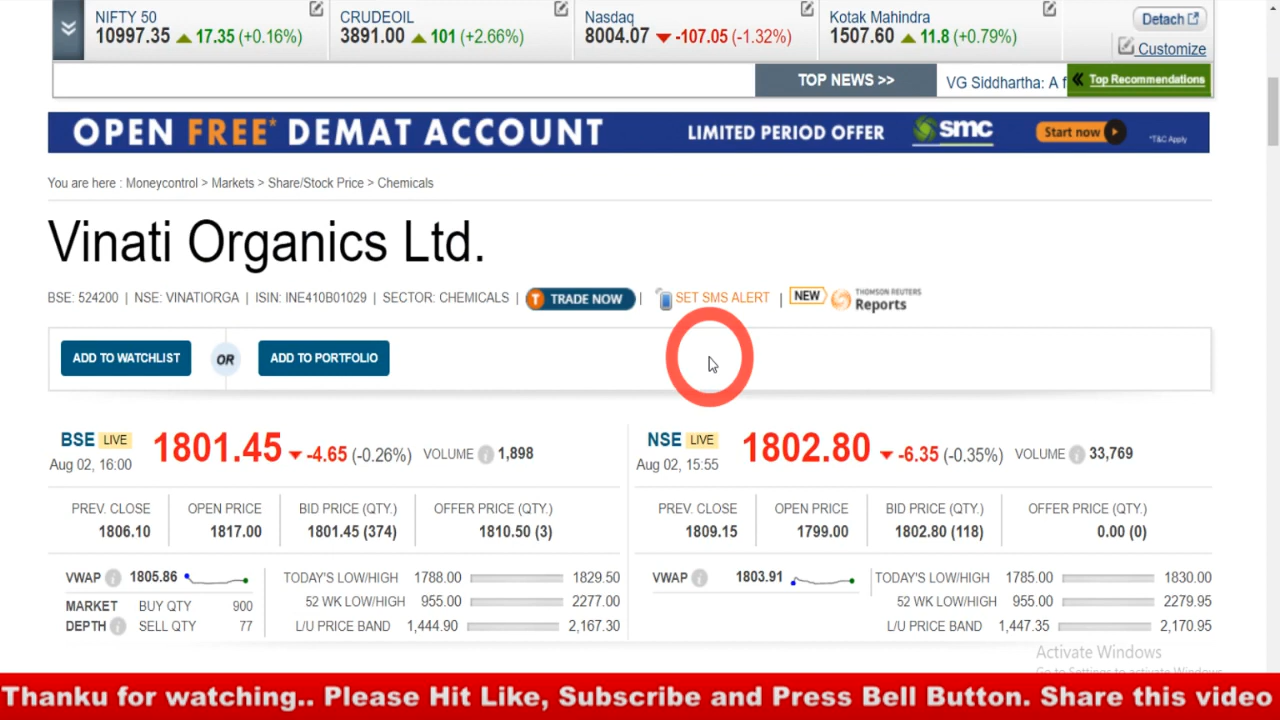 NIFTY 50
10997.35 17.35 (+0.16%)
CRUDEOIL
3891.00 101 (+2.66%)
Nasdaq
8004.07 -107.05 (-1.32%)
Kotak Mahindra
1507.60 11.8 (+0.79%)
Detach
Customize
TOP NEWS >>
VG Siddhartha: A f
Top Recommendations
OPEN FREE* DEMAT ACCOUNT
LIMITED PERIOD OFFER
smc
Start now
*T&C Apply
You are here : Moneycontrol > Markets > Share/Stock Price > Chemicals
Vinati Organics Ltd.
BSE: 524200 | NSE: VINATIORGA | ISIN: INE410B01029 | SECTOR: CHEMICALS |
T TRADE NOW |
SET SMS ALERT |
NEW
THOMSON REUTERS
Reports
ADD TO WATCHLIST
OR
ADD TO PORTFOLIO
BSE LIVE
Aug 02, 16:00
1801.45 -4.65 (-0.26%)
VOLUME 1,898
PREV. CLOSE
1806.10
OPEN PRICE
1817.00
BID PRICE (QTY.)
1801.45 (374)
OFFER PRICE (QTY.)
1810.50 (3)
VWAP 1805.86
MARKET DEPTH
BUY QTY 900
SELL QTY 77
TODAY'S LOW/HIGH 1788.00 1829.50
52 WK LOW/HIGH 955.00 2277.00
L/U PRICE BAND 1,444.90 2,167.30
NSE LIVE
Aug 02, 15:55
1802.80 -6.35 (-0.35%)
VOLUME 33,769
PREV. CLOSE
1809.15
OPEN PRICE
1799.00
BID PRICE (QTY.)
1802.80 (118)
OFFER PRICE (QTY.)
0.00 (0)
VWAP 1803.91
TODAY'S LOW/HIGH 1785.00 1830.00
52 WK LOW/HIGH 955.00 2279.95
L/U PRICE BAND 1,447.35 2,170.95
Activate Windows
Go to Settings to activate Windows
Thanku for watching.. Please Hit Like, Subscribe and Press Bell Button. Share this video